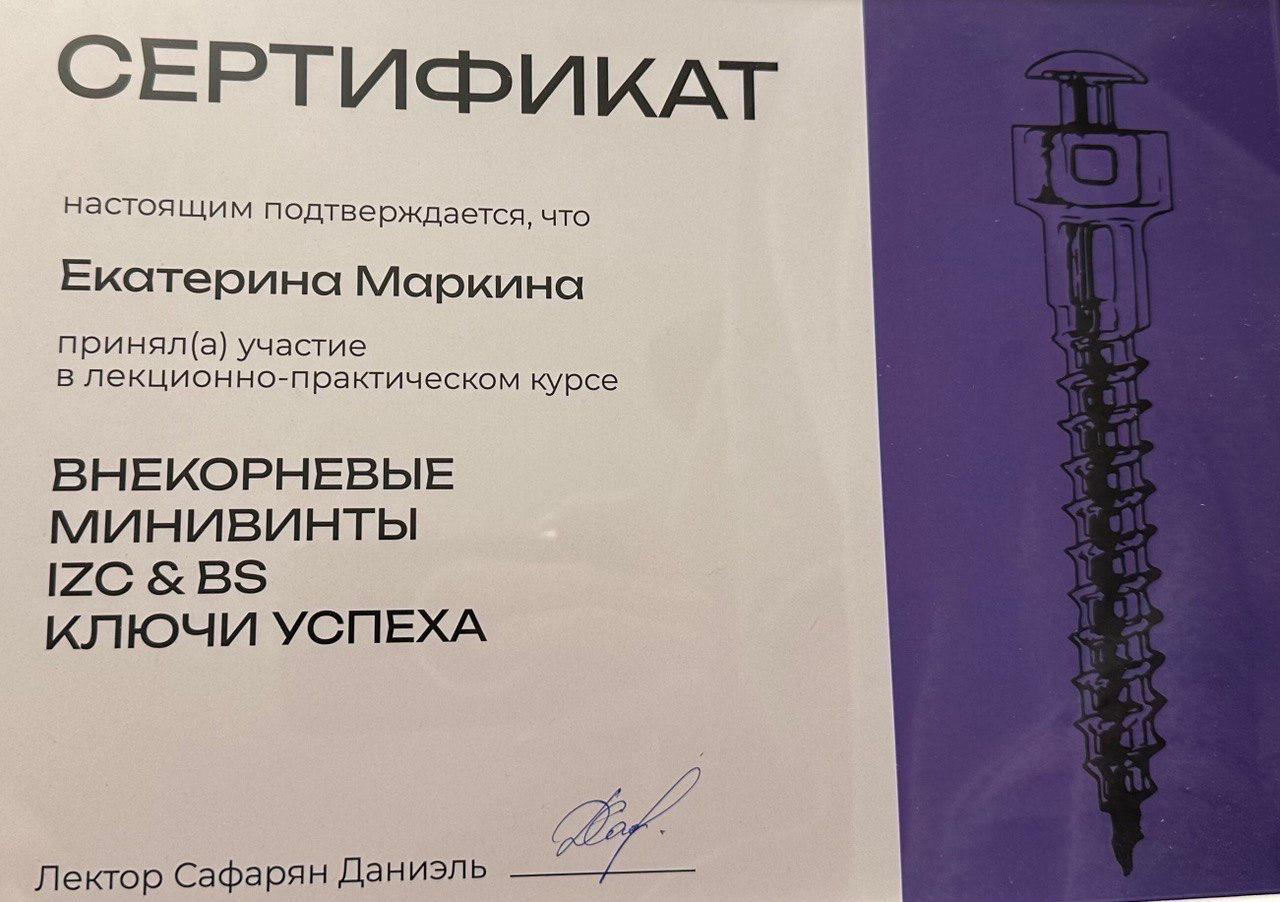 СЕРТИФИКАТ
настоящим подтверждается, что
Екатерина Маркина
принял(а) участие
в лекционно-практическом курсе
ВНЕКОРНЕВЫЕ
МИНИВИНТЫ
IZC & BS
КЛЮЧИ УСПЕХА
Лектор Сафарян Даниэль